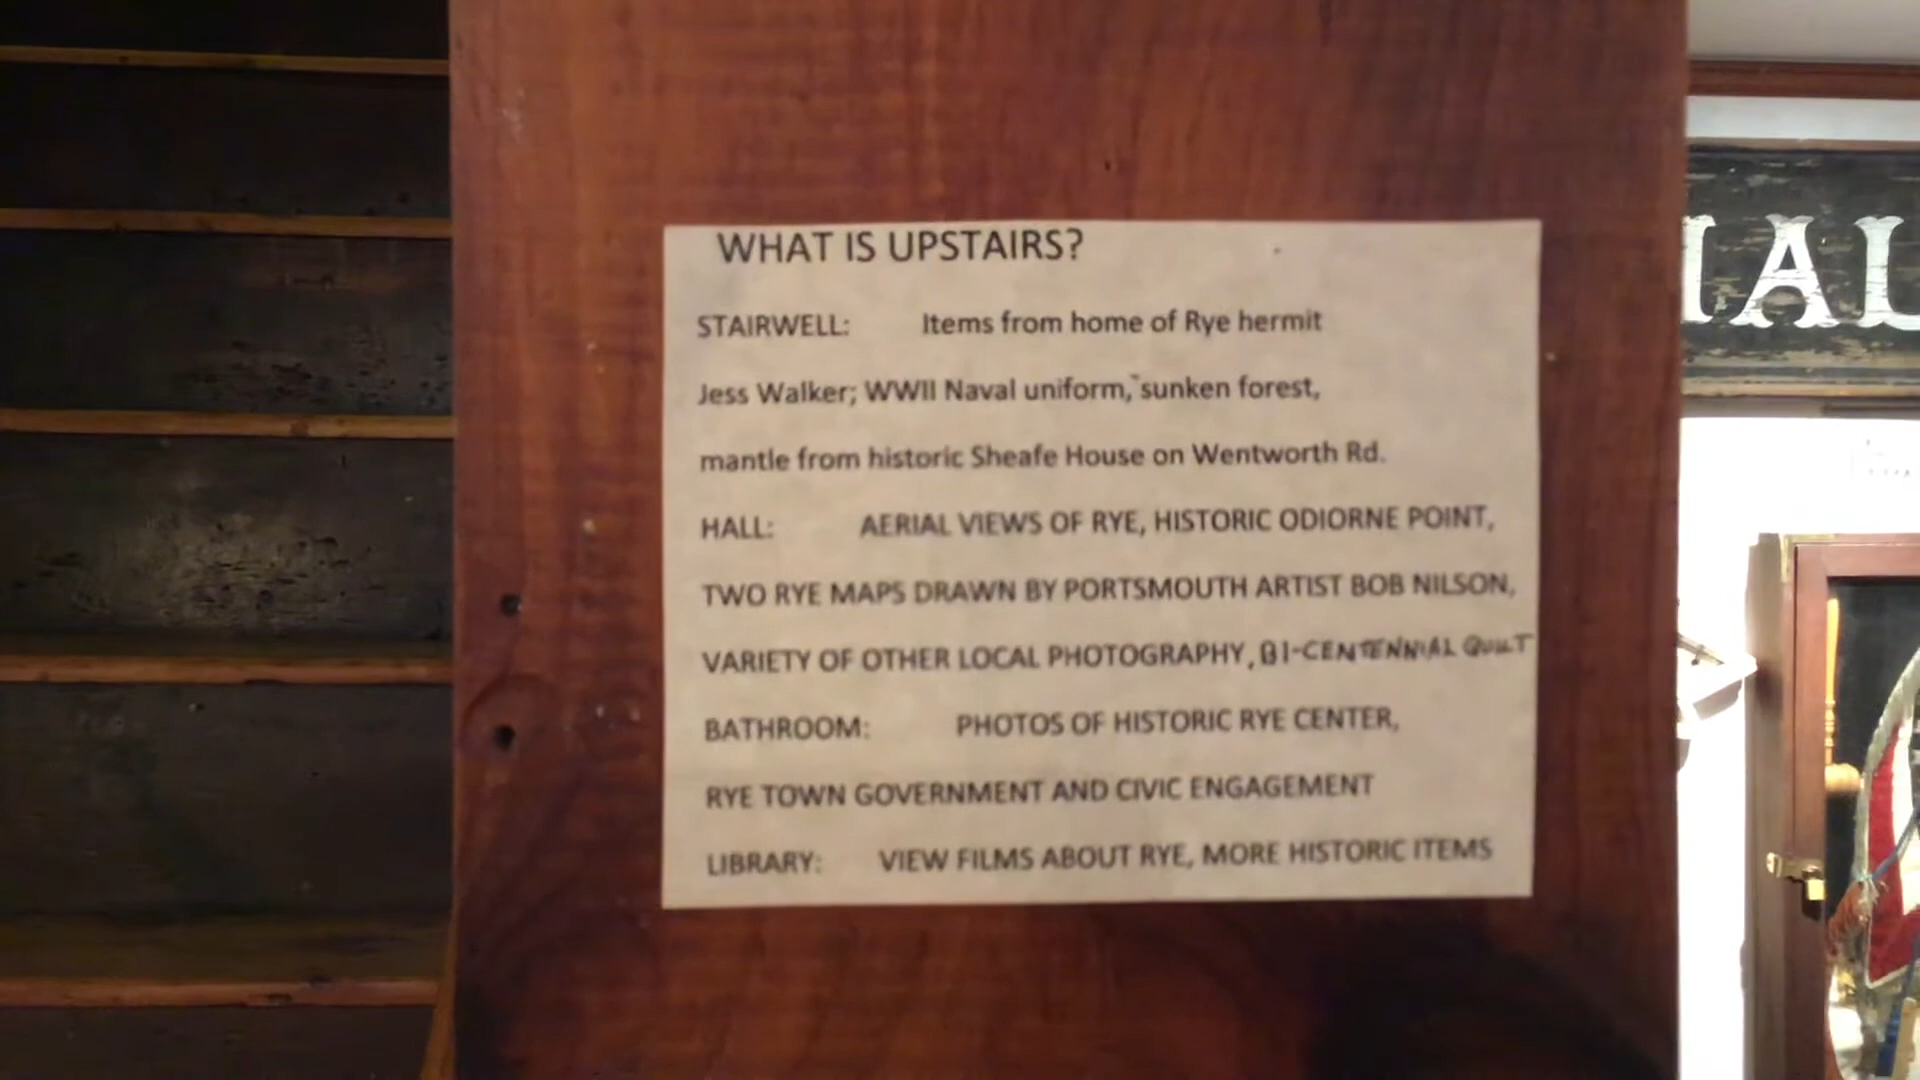 WHAT IS UPSTAIRS?
STAIRWELL: Items from home of Rye hermit
Jess Walker; WWII Naval uniform, sunken forest,
mantle from historic Sheafe House on Wentworth Rd.
HALL: AERIAL VIEWS OF RYE, HISTORIC ODIORNE POINT,
TWO RYE MAPS DRAWN BY PORTSMOUTH ARTIST BOB NILSON,
VARIETY OF OTHER LOCAL PHOTOGRAPHY, BI-CENTENNIAL QUILT
BATHROOM: PHOTOS OF HISTORIC RYE CENTER,
RYE TOWN GOVERNMENT AND CIVIC ENGAGEMENT
LIBRARY: VIEW FILMS ABOUT RYE, MORE HISTORIC ITEMS
IAL